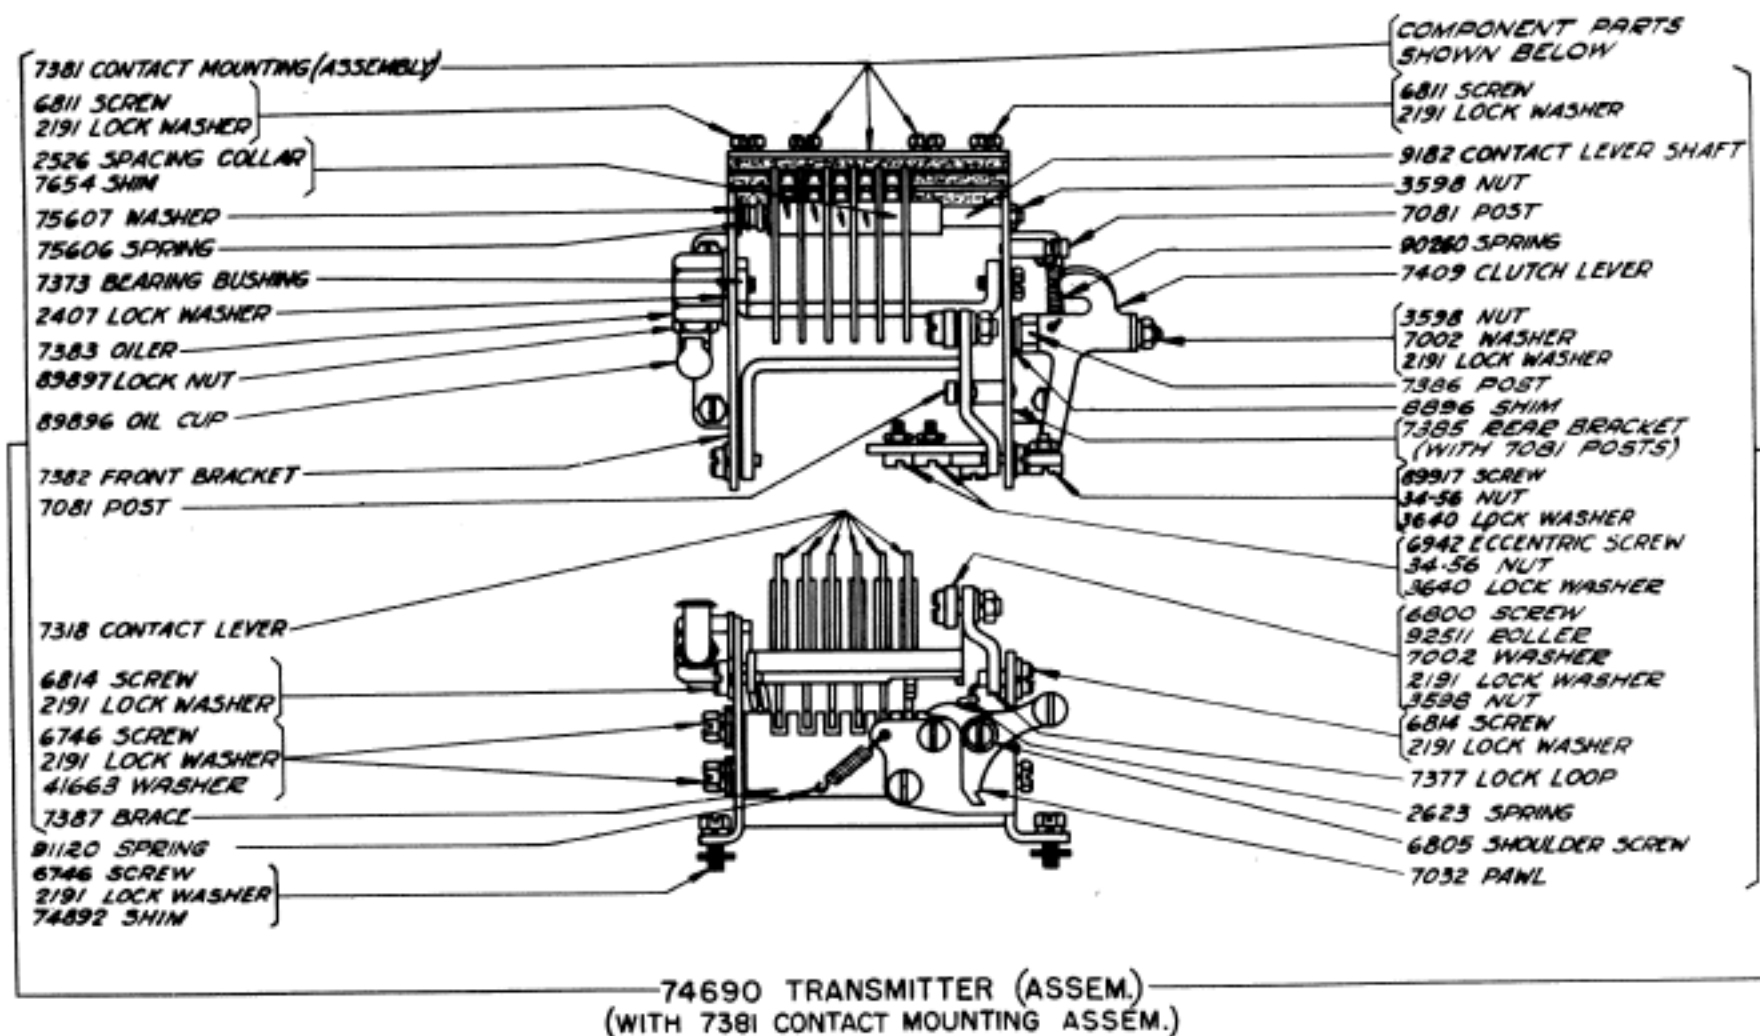 7381 CONTACT MOUNTING (ASSEMBLY)
6811 SCREW
2191 LOCK WASHER
2526 SPACING COLLAR
7654 SHIM
75607 WASHER
75606 SPRING
7373 BEARING BUSHING
2407 LOCK WASHER
7383 OILER
89897 LOCK NUT
89896 OIL CUP
7382 FRONT BRACKET
7081 POST
7318 CONTACT LEVER
6814 SCREW
2191 LOCK WASHER
6746 SCREW
2191 LOCK WASHER
41663 WASHER
7387 BRACE
91120 SPRING
6746 SCREW
2191 LOCK WASHER
74892 SHIM
COMPONENT PARTS
SHOWN BELOW
6811 SCREW
2191 LOCK WASHER
9182 CONTACT LEVER SHAFT
3598 NUT
7081 POST
90260 SPRING
7409 CLUTCH LEVER
3598 NUT
7002 WASHER
2191 LOCK WASHER
7386 POST
8896 SHIM
7385 REAR BRACKET
(WITH 7081 POSTS)
89917 SCREW
34-56 NUT
3640 LOCK WASHER
6942 ECCENTRIC SCREW
34-56 NUT
3640 LOCK WASHER
6800 SCREW
92511 ROLLER
7002 WASHER
2191 LOCK WASHER
3598 NUT
6814 SCREW
2191 LOCK WASHER
7377 LOCK LOOP
2623 SPRING
6805 SHOULDER SCREW
7032 PAWL
74690 TRANSMITTER (ASSEM.)
(WITH 7381 CONTACT MOUNTING ASSEM.)